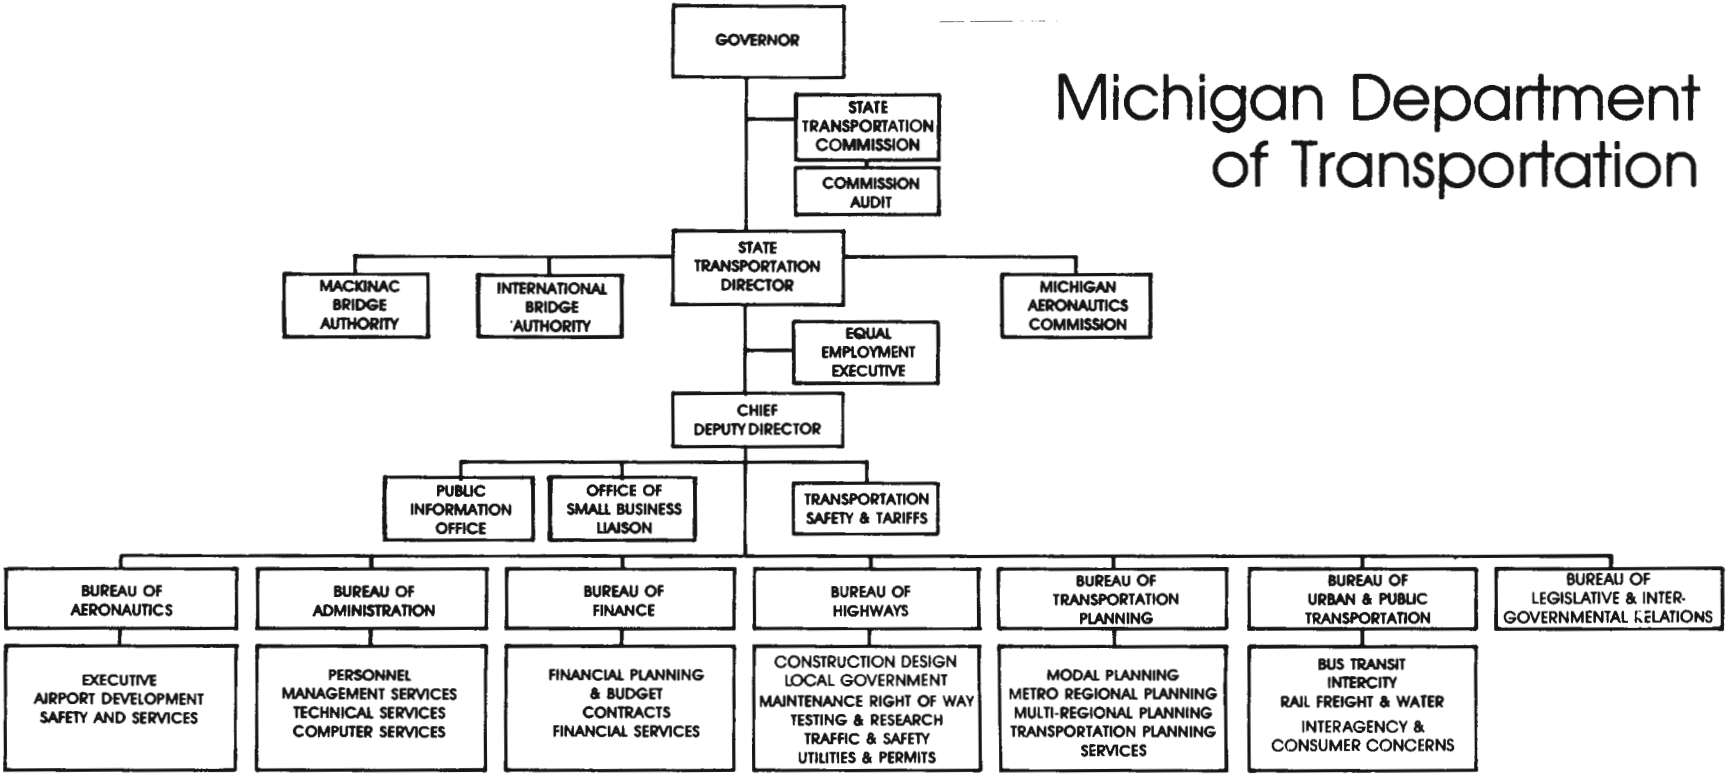 GOVERNOR
Michigan Department
of Transportation
STATE
TRANSPORTATION
COMMISSION
COMMISSION
AUDIT
STATE
TRANSPORTATION
DIRECTOR
MACKINAC
BRIDGE
AUTHORITY
INTERNATIONAL
BRIDGE
AUTHORITY
MICHIGAN
AERONAUTICS
COMMISSION
EQUAL
EMPLOYMENT
EXECUTIVE
CHIEF
DEPUTY DIRECTOR
PUBLIC
INFORMATION
OFFICE
OFFICE OF
SMALL BUSINESS
LIAISON
TRANSPORTATION
SAFETY & TARIFFS
BUREAU OF
AERONAUTICS
BUREAU OF
ADMINISTRATION
BUREAU OF
FINANCE
BUREAU OF
HIGHWAYS
BUREAU OF
TRANSPORTATION
PLANNING
BUREAU OF
URBAN & PUBLIC
TRANSPORTATION
BUREAU OF
LEGISLATIVE & INTER-
GOVERNMENTAL RELATIONS
EXECUTIVE
AIRPORT DEVELOPMENT
SAFETY AND SERVICES
PERSONNEL
MANAGEMENT SERVICES
TECHNICAL SERVICES
COMPUTER SERVICES
FINANCIAL PLANNING
& BUDGET
CONTRACTS
FINANCIAL SERVICES
CONSTRUCTION DESIGN
LOCAL GOVERNMENT
MAINTENANCE RIGHT OF WAY
TESTING & RESEARCH
TRAFFIC & SAFETY
UTILITIES & PERMITS
MODAL PLANNING
METRO REGIONAL PLANNING
MULTI-REGIONAL PLANNING
TRANSPORTATION PLANNING
SERVICES
BUS TRANSIT
INTERCITY
RAIL FREIGHT & WATER
INTERAGENCY &
CONSUMER CONCERNS